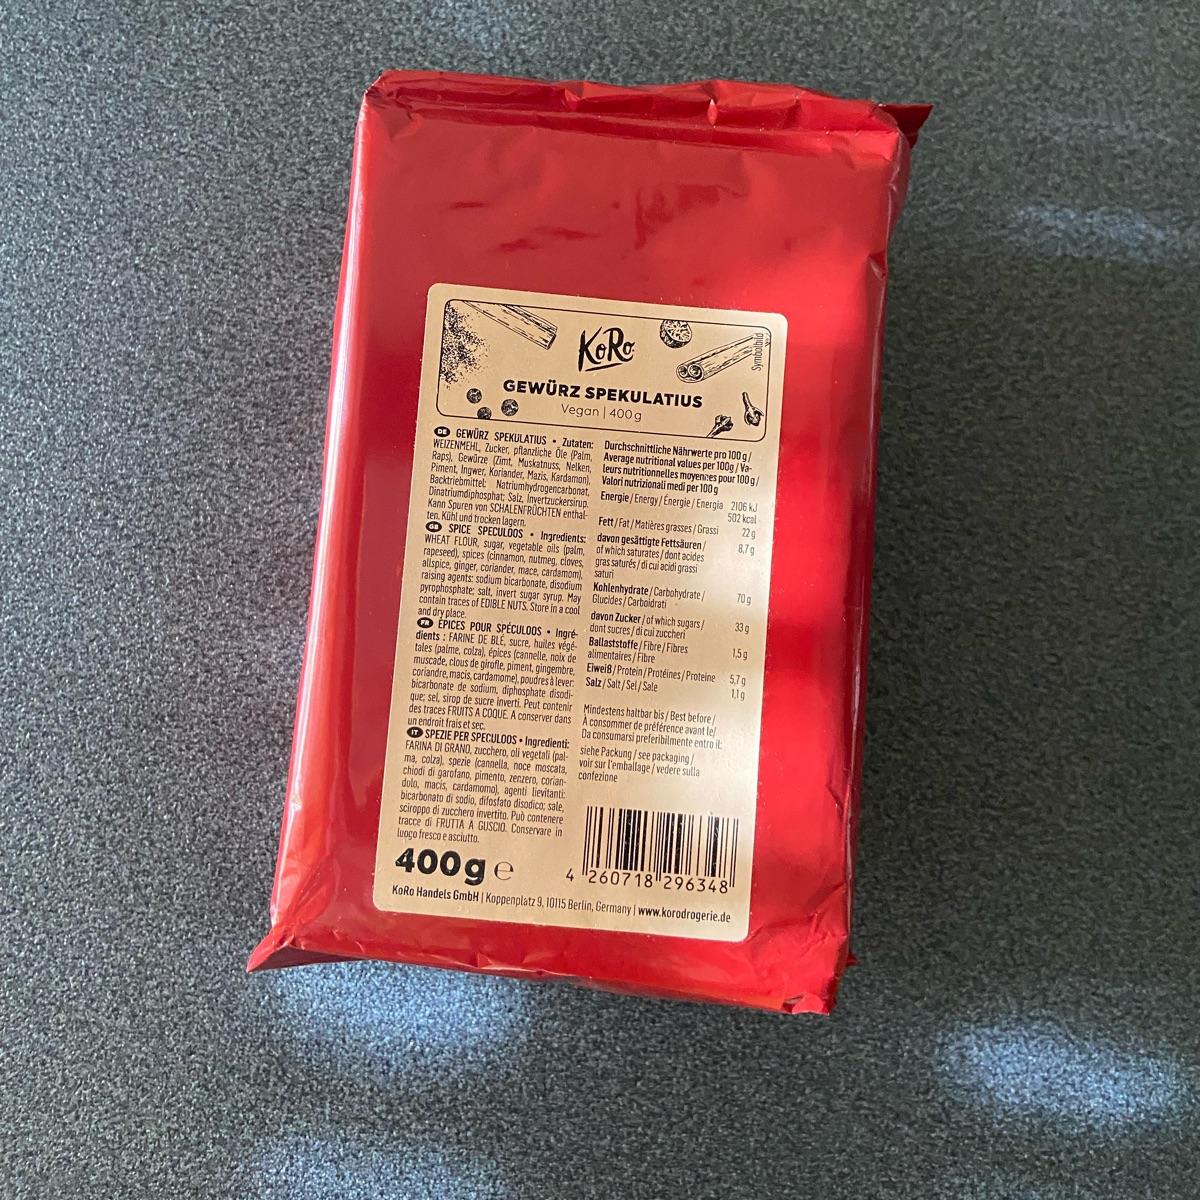 KoRo
Symbolbild
GEWÜRZ SPEKULATIUS
Vegan | 400g
DE GEWÜRZ SPEKULATIUS • Zutaten:
WEIZENMEHL, Zucker, pflanzliche Öle (Palm,
Raps), Gewürze (Zimt, Muskatnuss, Nelken,
Piment, Ingwer, Koriander, Mazis, Kardamon),
Backtriebmittel: Natriumhydrogencarbonat,
Dinatriumdiphosphat; Salz, Invertzuckersirup.
Kann Spuren von SCHALENFRÜCHTEN enthal-
ten. Kühl und trocken lagern.
GB SPICE SPECULOOS • Ingredients:
WHEAT FLOUR, sugar, vegetable oils (palm,
rapeseed), spices (cinnamon, nutmeg, cloves,
allspice, ginger, coriander, mace, cardamom),
raising agents: sodium bicarbonate, disodium
pyrophosphate; salt, invert sugar syrup. May
contain traces of EDIBLE NUTS. Store in a cool
and dry place.
FR ÉPICES POUR SPÉCULOOS • Ingré-
dients : FARINE DE BLÉ, sucre, huiles végé-
tales (palme, colza), épices (cannelle, noix de
muscade, clous de girofle, piment, gingembre,
coriandre, macis, cardamome), poudres à lever:
bicarbonate de sodium, diphosphate disodi-
que; sel, sirop de sucre inverti. Peut contenir
des traces FRUITS A COQUE. A conserver dans
un endroit frais et sec.
IT SPEZIE PER SPECULOOS • Ingredienti:
FARINA DI GRANO, zucchero, oli vegetali (pal-
ma, colza), spezie (cannella, noce moscata,
chiodi di garofano, pimento, zenzero, corian-
dolo, macis, cardamomo), agenti lievitanti:
bicarbonato di sodio, difosfato disodico; sale,
sciroppo di zucchero invertito. Può contenere
tracce di FRUTTA A GUSCIO. Conservare in
luogo fresco e asciutto.
Durchschnittliche Nährwerte pro 100 g /
Average nutritional values per 100g / Va-
leurs nutritionnelles moyennes pour 100 g /
Valori nutrizionali medi per 100 g
Energie / Energy / Énergie / Energia 2106 kJ
502 kcal
Fett / Fat / Matières grasses / Grassi 22 g
davon gesättigte Fettsäuren / 8,7 g
of which saturates / dont acides
gras saturés / di cui acidi grassi
saturi
Kohlenhydrate / Carbohydrate / 70 g
Glucides / Carboidrati
davon Zucker / of which sugars / 33 g
dont sucres / di cui zuccheri
Ballaststoffe / Fibre / Fibres 1,5 g
alimentaires / Fibre
Eiweiß / Protein / Protéines / Proteine 5,7 g
Salz / Salt / Sel / Sale 1,1 g
Mindestens haltbar bis / Best before /
À consommer de préférence avant le/
Da consumarsi preferibilmente entro il:
siehe Packung / see packaging /
voir sur l'emballage / vedere sulla
confezione
400g ℮
4 260718 296348
KoRo Handels GmbH | Koppenplatz 9, 10115 Berlin, Germany | www.korodrogerie.de